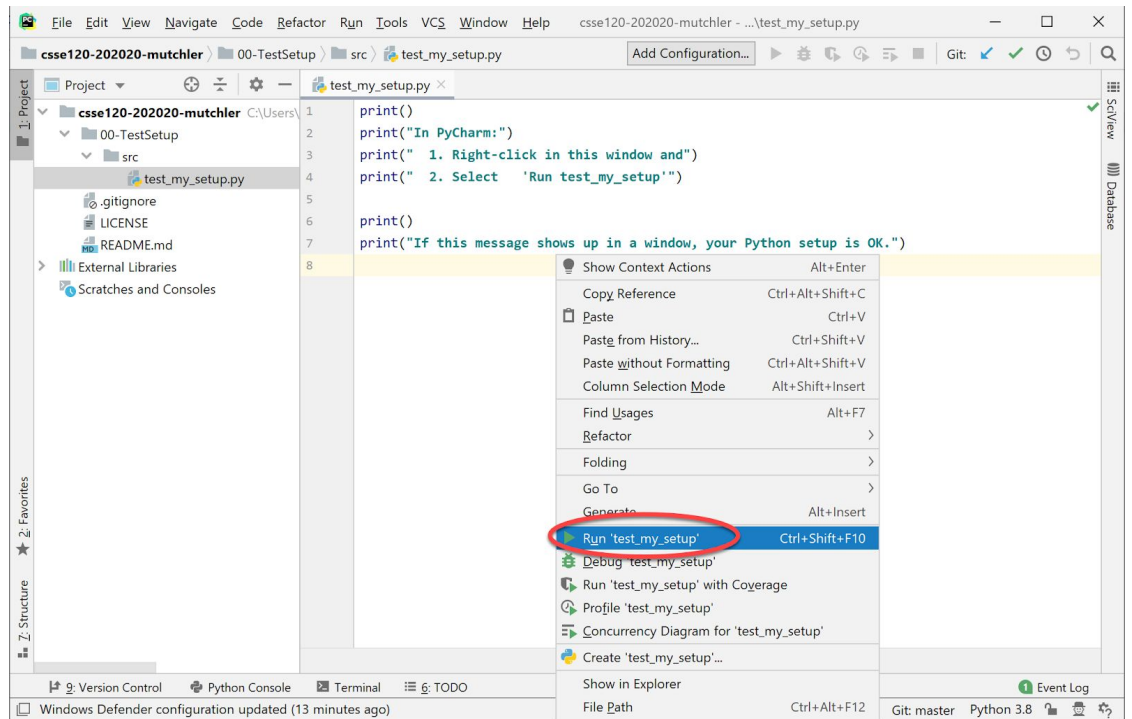 PC File Edit View Navigate Code Refactor Run Tools VCS Window Help csse120-202020-mutchler - ...\test_my_setup.py
csse120-202020-mutchler 00-TestSetup src test_my_setup.py Add Configuration... Git:
1: Project
Project
csse120-202020-mutchler C:\Users\
00-TestSetup
src
test_my_setup.py
.gitignore
LICENSE
MD README.md
External Libraries
Scratches and Consoles
2: Favorites
Z: Structure
test_my_setup.py
1 print()
2 print("In PyCharm:")
3 print("  1. Right-click in this window and")
4 print("  2. Select   'Run test_my_setup'")
5
6 print()
7 print("If this message shows up in a window, your Python setup is OK.")
8
Show Context Actions Alt+Enter
Copy Reference Ctrl+Alt+Shift+C
Paste Ctrl+V
Paste from History... Ctrl+Shift+V
Paste without Formatting Ctrl+Alt+Shift+V
Column Selection Mode Alt+Shift+Insert
Find Usages Alt+F7
Refactor
Folding
Go To
Generate Alt+Insert
Run 'test_my_setup' Ctrl+Shift+F10
Debug 'test_my_setup'
Run 'test_my_setup' with Coverage
Profile 'test_my_setup'
Concurrency Diagram for 'test_my_setup'
Create 'test_my_setup'...
Show in Explorer
File Path Ctrl+Alt+F12
SciView
Database
9: Version Control Python Console Terminal 6: TODO 1 Event Log
Windows Defender configuration updated (13 minutes ago) Git: master Python 3.8